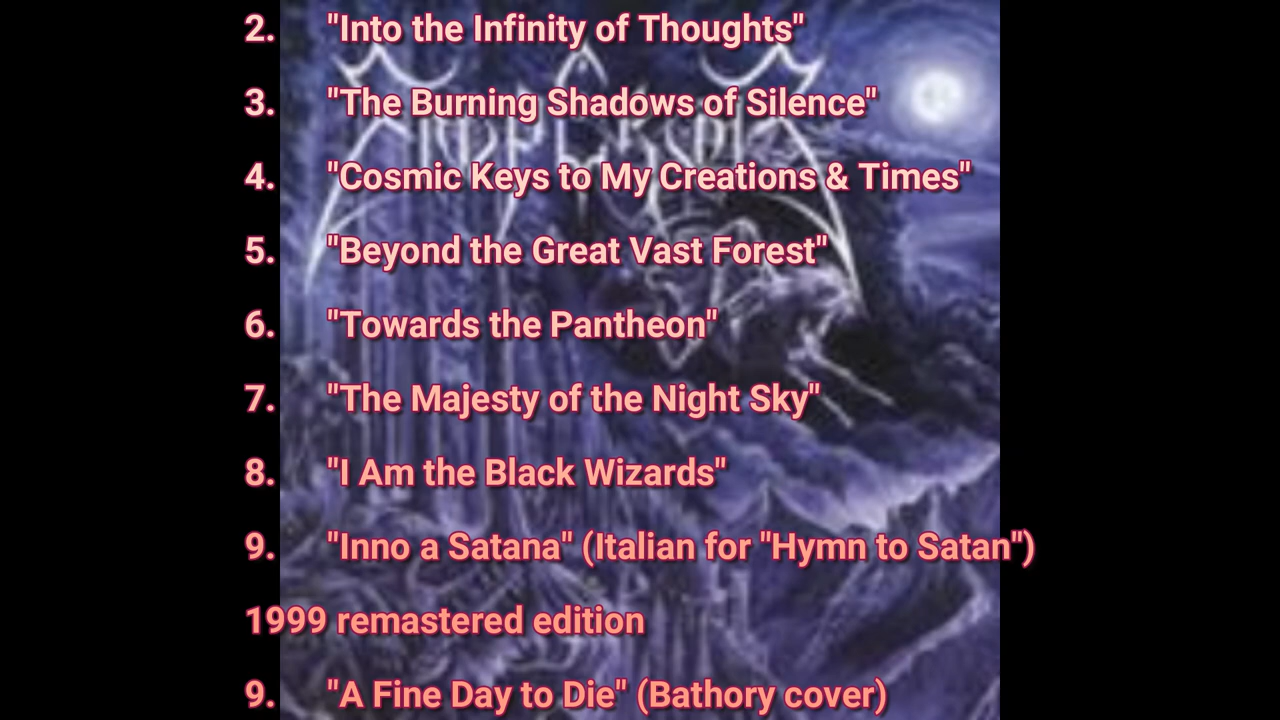 EMPEROR
2. "Into the Infinity of Thoughts"
3. "The Burning Shadows of Silence"
4. "Cosmic Keys to My Creations & Times"
5. "Beyond the Great Vast Forest"
6. "Towards the Pantheon"
7. "The Majesty of the Night Sky"
8. "I Am the Black Wizards"
9. "Inno a Satana" (Italian for "Hymn to Satan")
1999 remastered edition
9. "A Fine Day to Die" (Bathory cover)